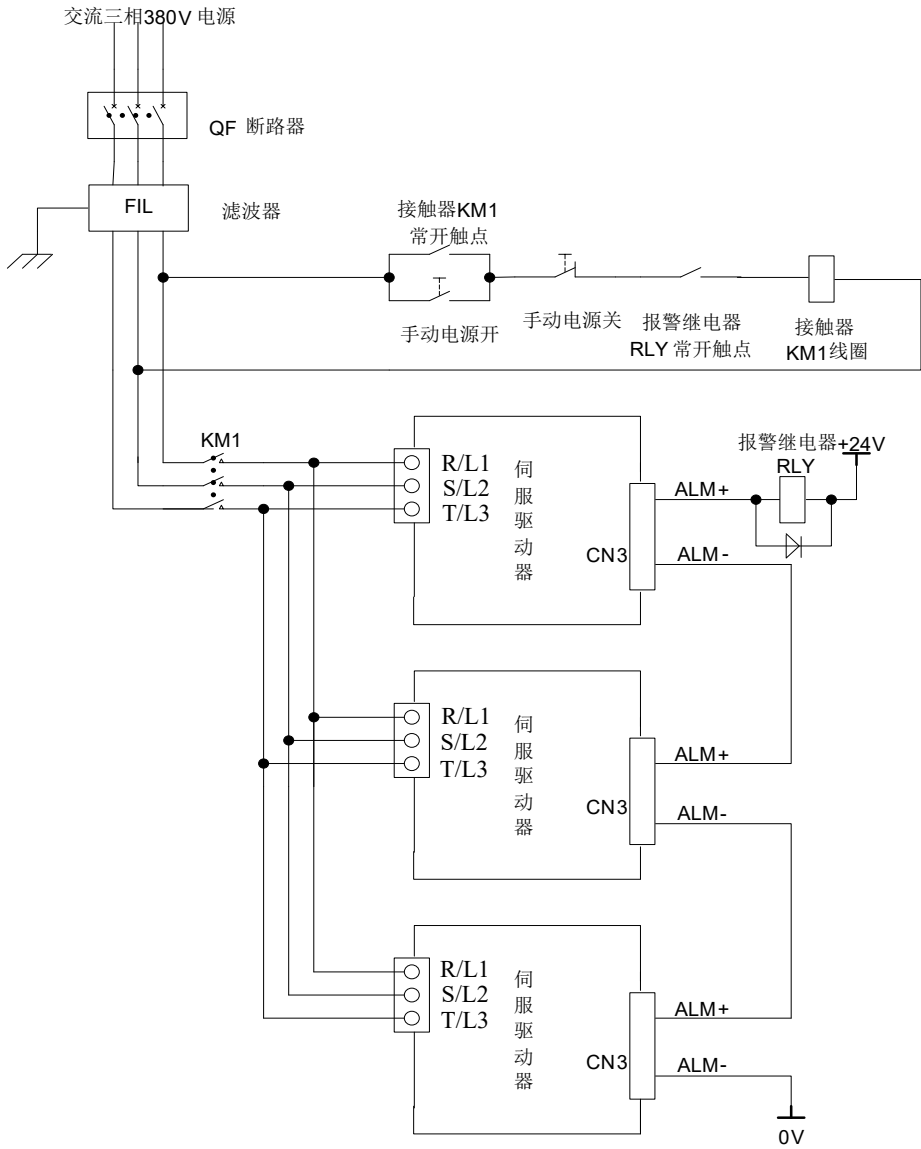 交流三相380V 电源
QF 断路器
FIL
滤波器
接触器KM1
常开触点
手动电源开
手动电源关
报警继电器
RLY 常开触点
接触器
KM1线圈
KM1
R/L1
S/L2
T/L3
伺服驱动器
CN3
ALM+
ALM-
报警继电器+24V
RLY
R/L1
S/L2
T/L3
伺服驱动器
CN3
ALM+
ALM-
R/L1
S/L2
T/L3
伺服驱动器
CN3
ALM+
ALM-
0V